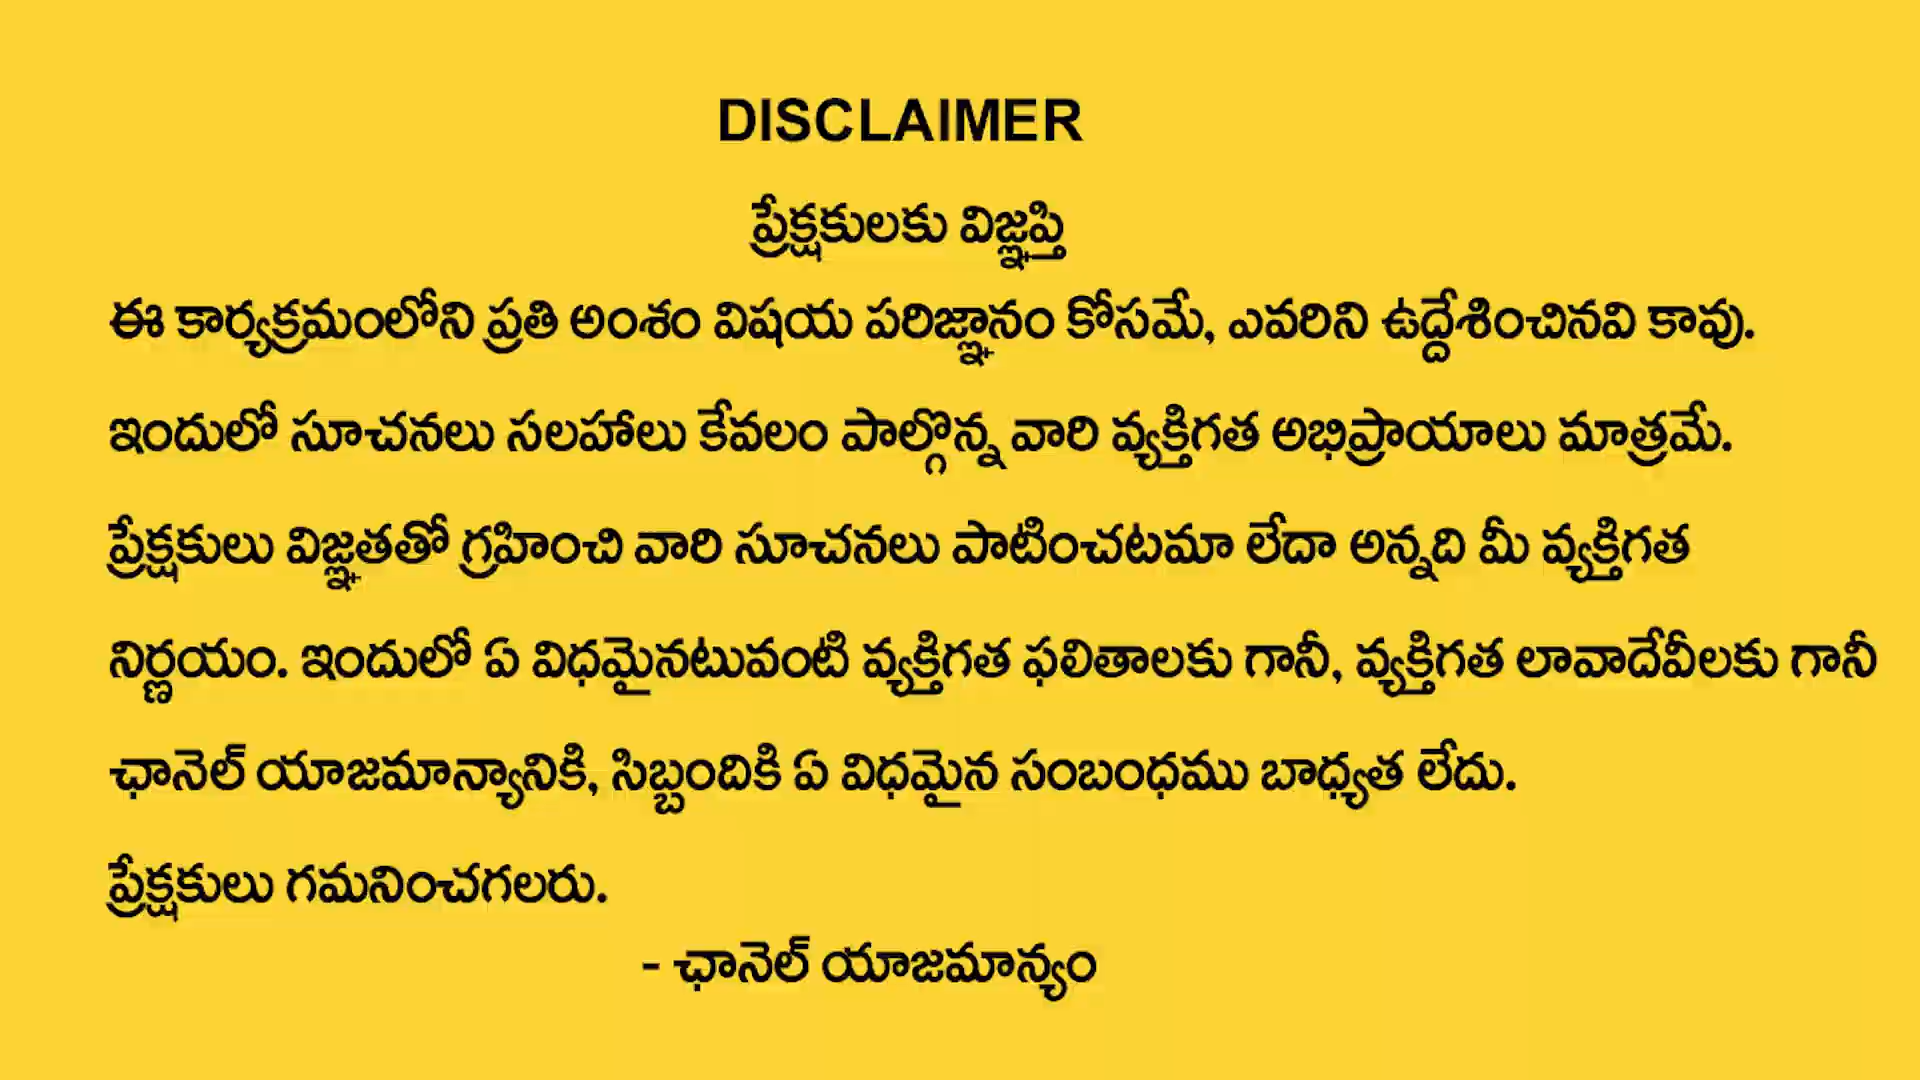 DISCLAIMER
ప్రేక్షకులకు విజ్ఞప్తి
ఈ కార్యక్రమంలోని ప్రతి అంశం విషయ పరిజ్ఞానం కోసమే, ఎవరిని ఉద్దేశించినవి కావు.
ఇందులో సూచనలు సలహాలు కేవలం పాల్గొన్న వారి వ్యక్తిగత అభిప్రాయాలు మాత్రమే.
ప్రేక్షకులు విజ్ఞతతో గ్రహించి వారి సూచనలు పాటించటమా లేదా అన్నది మీ వ్యక్తిగత
నిర్ణయం. ఇందులో ఏ విధమైనటువంటి వ్యక్తిగత ఫలితాలకు గానీ, వ్యక్తిగత లావాదేవీలకు గానీ
ఛానెల్ యాజమాన్యానికి, సిబ్బందికి ఏ విధమైన సంబంధము బాధ్యత లేదు.
ప్రేక్షకులు గమనించగలరు.
- ఛానెల్ యాజమాన్యం